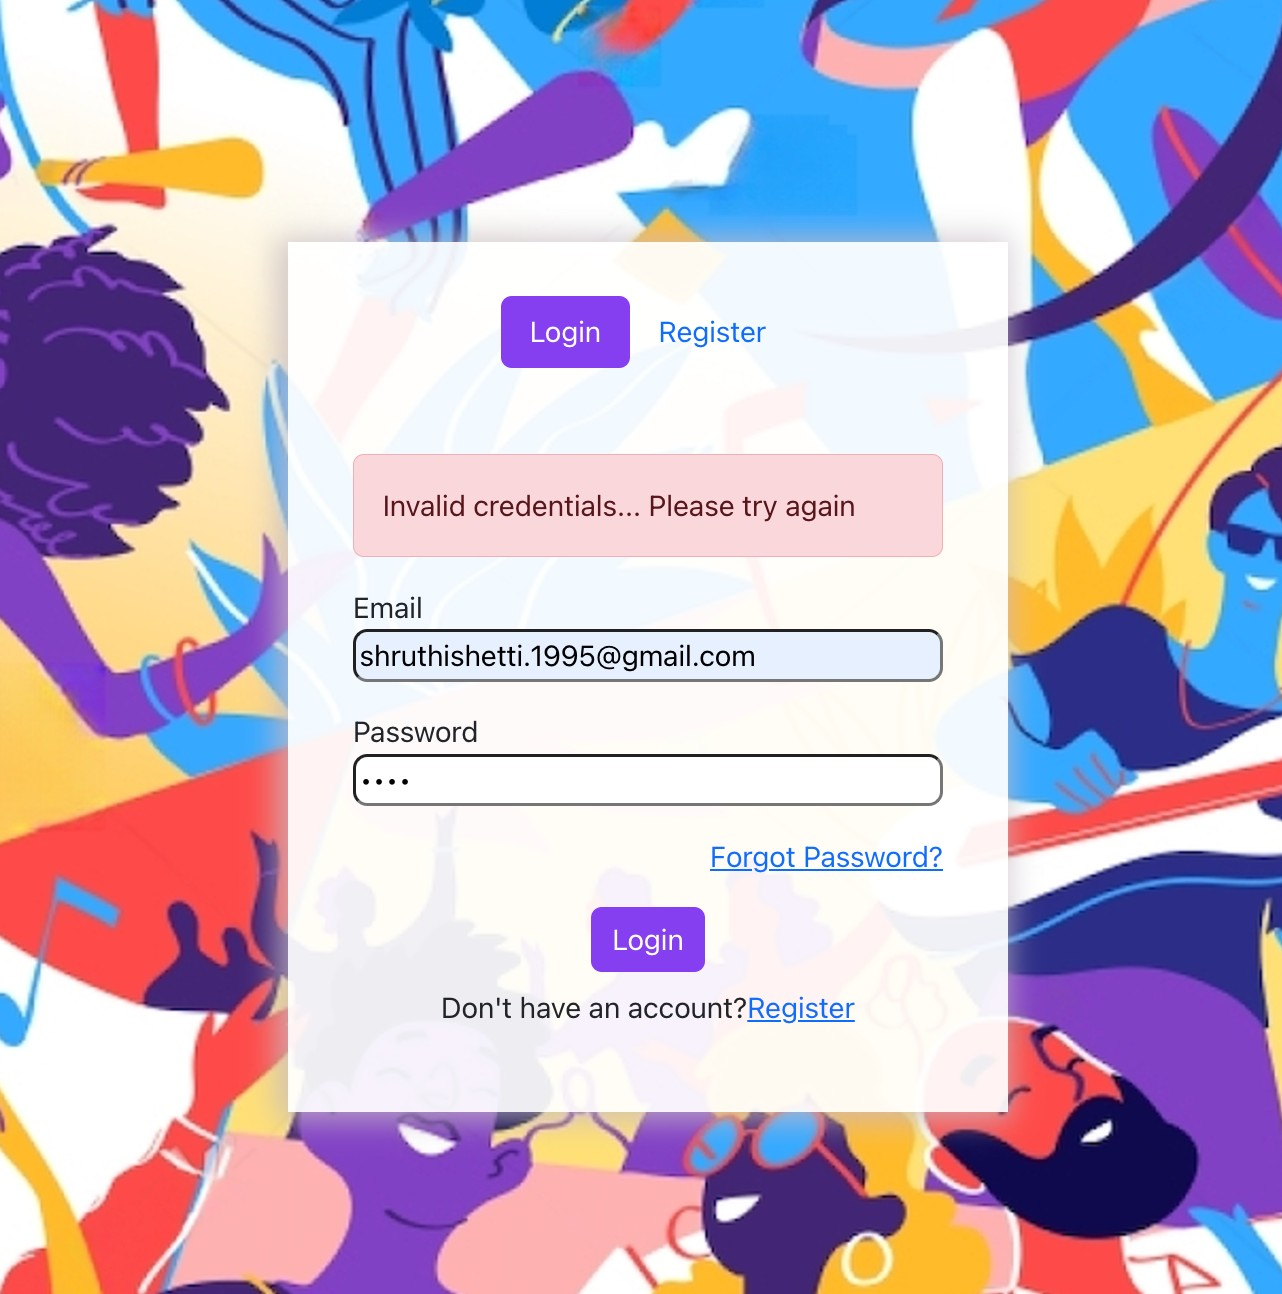 Login Register
Invalid credentials... Please try again
Email
shruthishetti.1995@gmail.com
Password
••••
Forgot Password?
Login
Don't have an account?Register